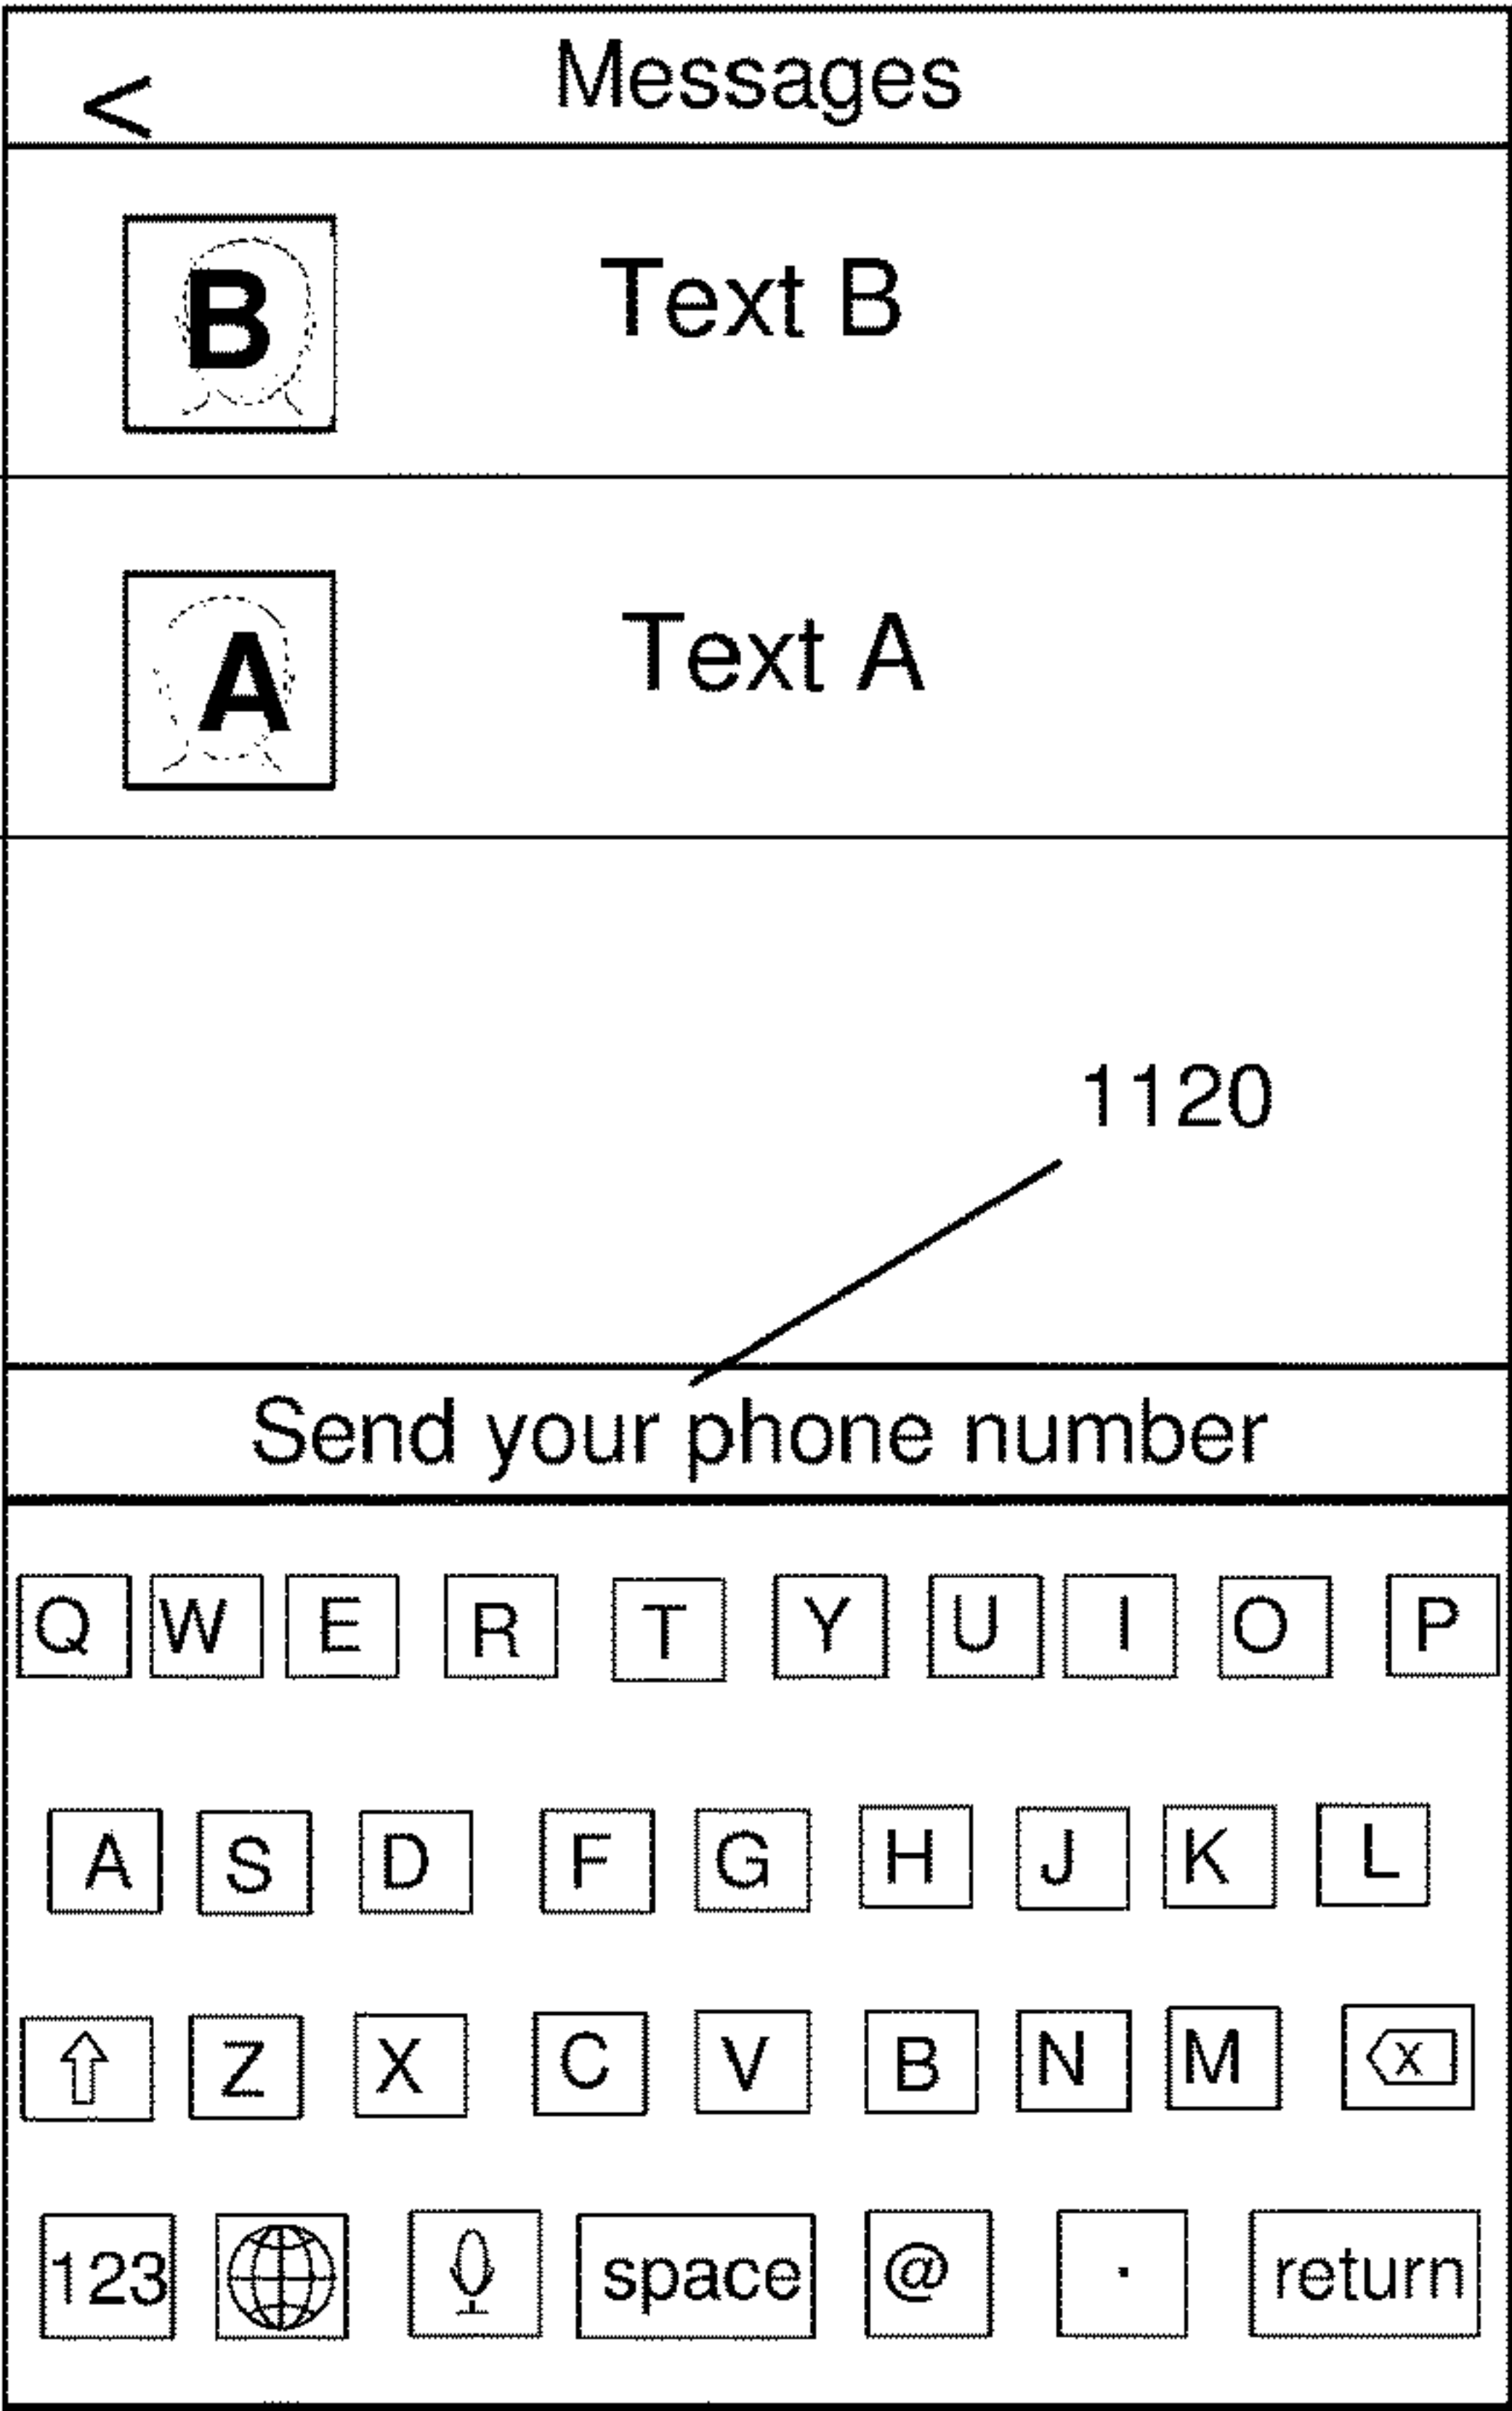 < Messages
B Text B
A Text A
1120
Send your phone number
Q W E R T Y U I O P
A S D F G H J K L
Z X C V B N M X
123 space @ . return